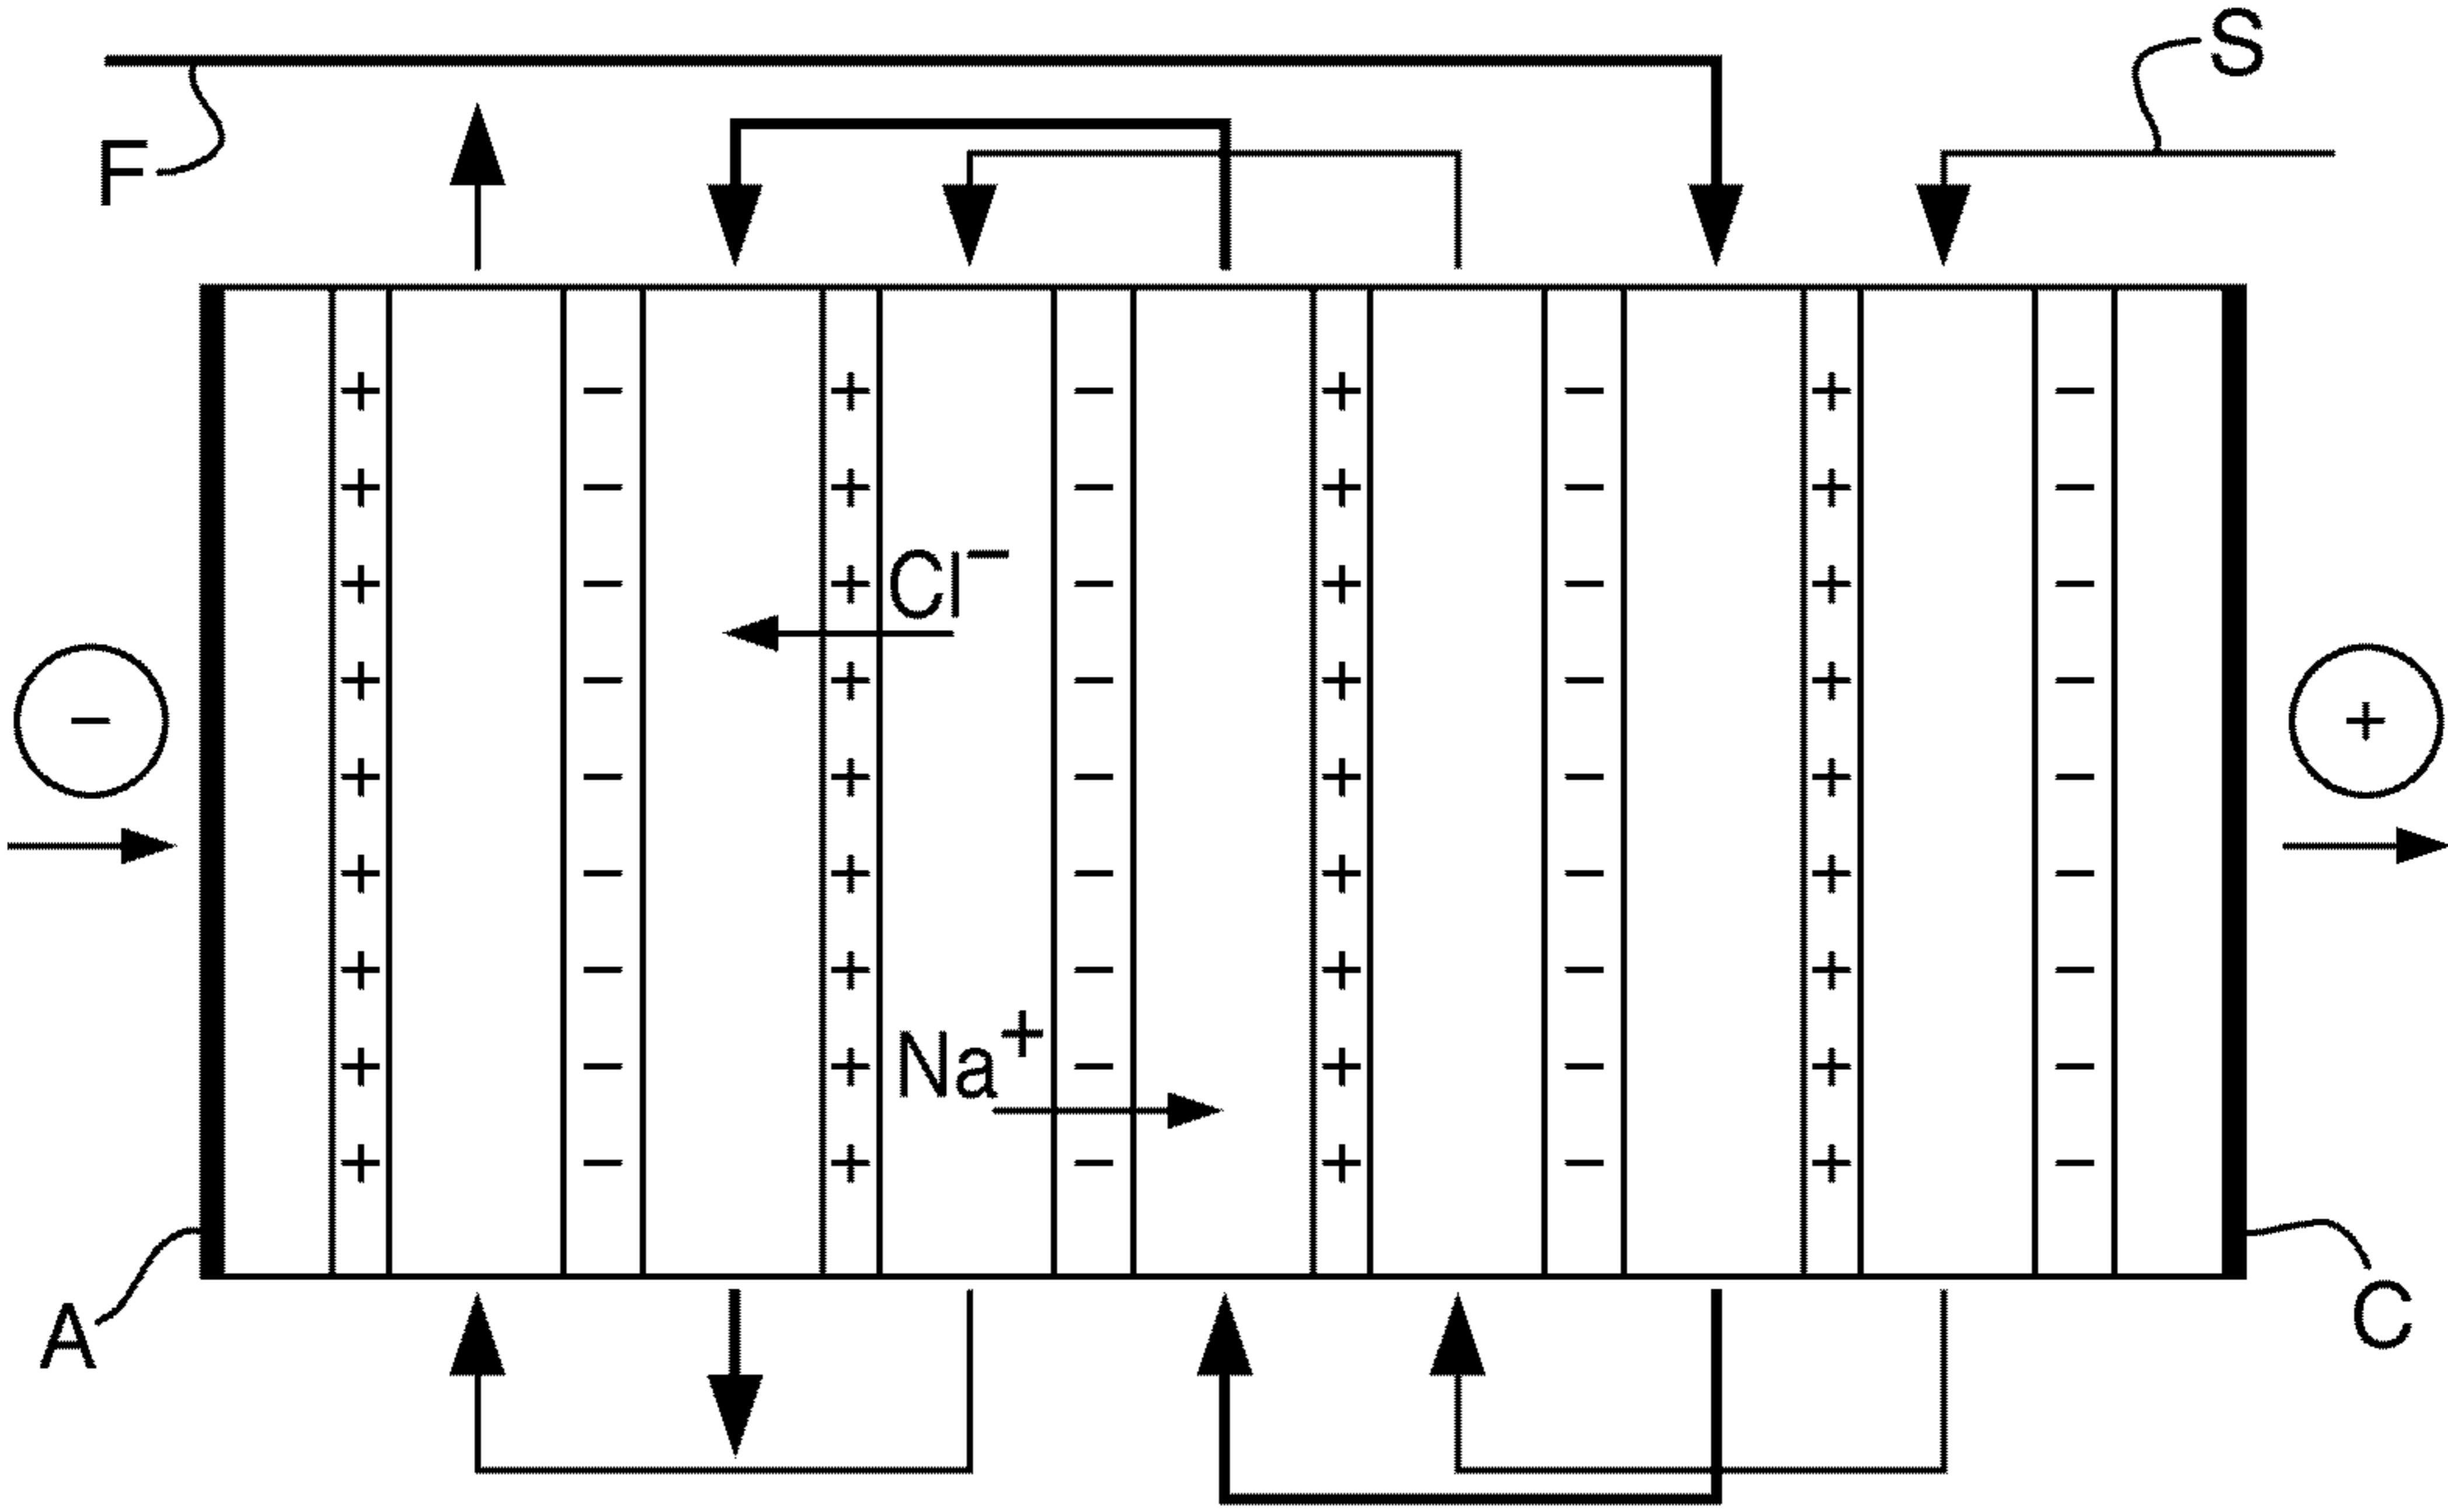 S
F
+ − + − + − + −
+ − + − + − + −
Cl−
+ − + − + − + −
+ − + − + − + −
− +
+ − + − + − + −
+ − + − + − + −
+ − + − + − + −
Na+
+ − + − + − + −
+ − + − + − + −
A C